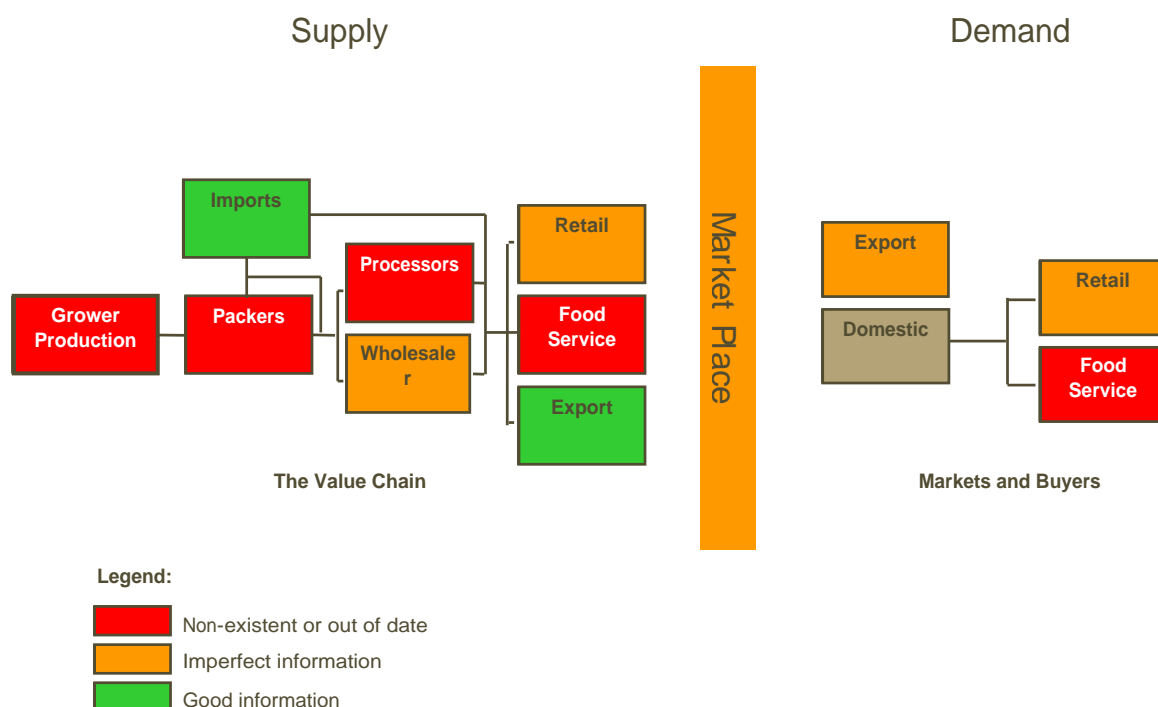 Supply
Demand
Imports
Retail
Processors
Grower
Production
Packers
Food
Service
Wholesale
r
Export
The Value Chain
Market Place
Export
Domestic
Retail
Food
Service
Markets and Buyers
Legend:
Non-existent or out of date
Imperfect information
Good information